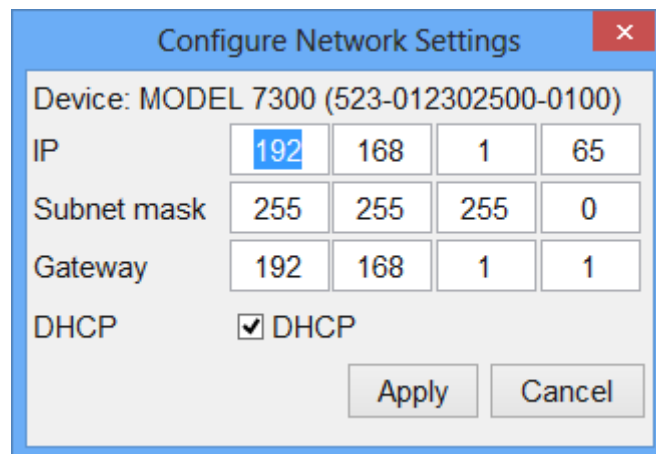 Configure Network Settings
Device: MODEL 7300 (523-012302500-0100)
IP 192 168 1 65
Subnet mask 255 255 255 0
Gateway 192 168 1 1
DHCP DHCP
Apply Cancel